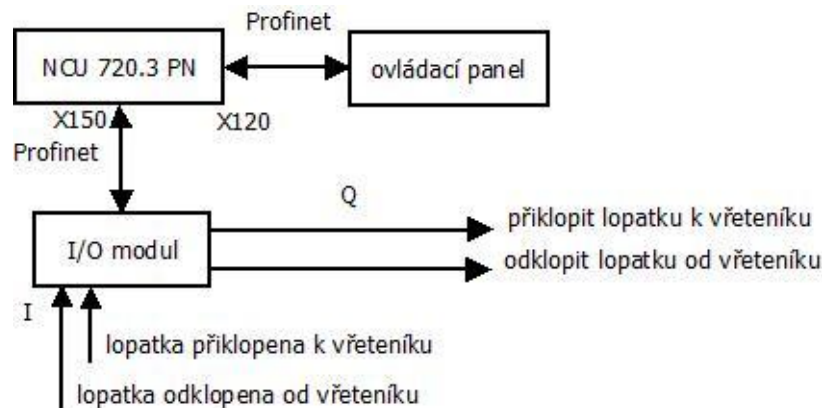 Profinet
NCU 720.3 PN
ovládací panel
X150
X120
Profinet
Q
přiklopit lopatku k vřeteníku
I/O modul
odklopit lopatku od vřeteníku
I
lopatka přiklopena k vřeteníku
lopatka odklopena od vřeteníku